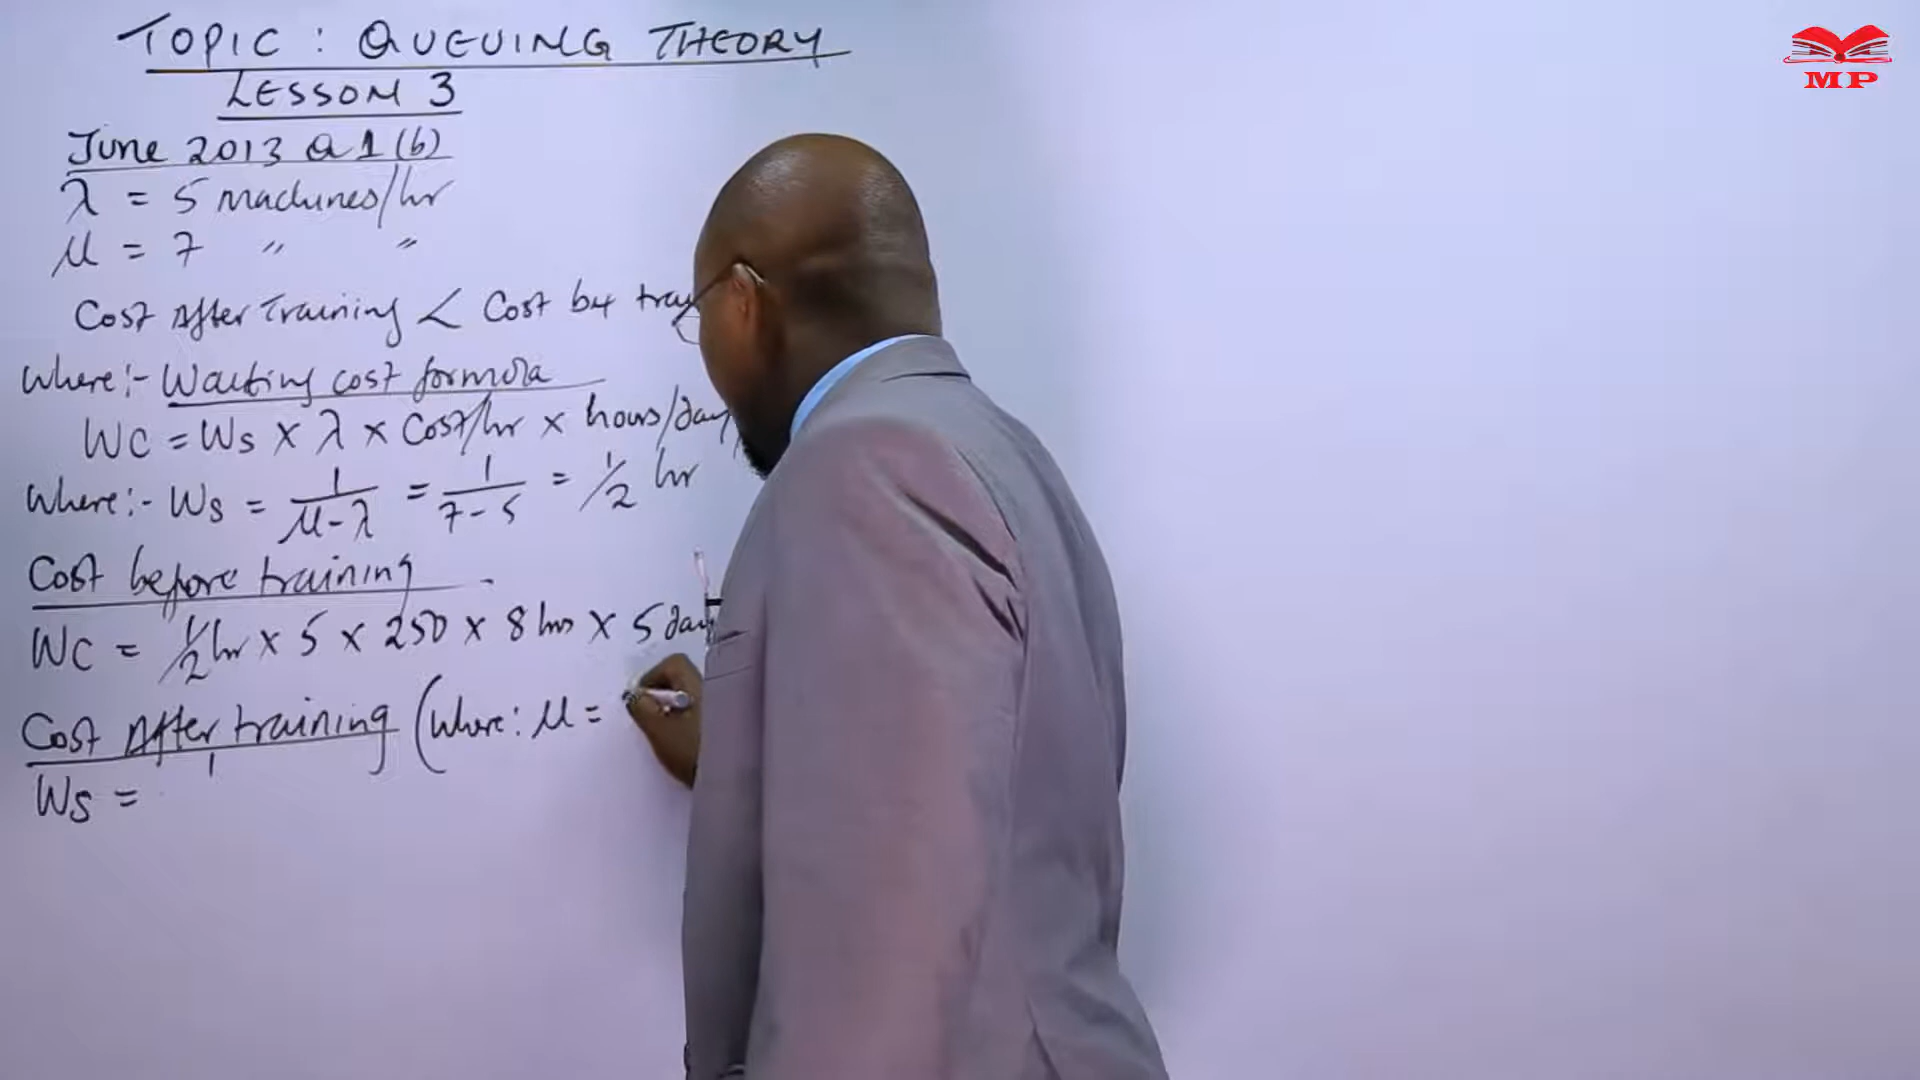 TOPIC : QUEUING THEORY
LESSON 3
June 2013 Q1(b)
λ = 5 machines/hr
μ = 7 " "
Cost After Training < Cost b4
Where:- Waiting cost formula
WC = Ws × λ × Cost/hr × hours/day
Where:- Ws = 1/(μ-λ) = 1/(7-5) = 1/2 hr
Cost before training
WC = 1/2 hr × 5 × 250 × 8 hrs × 5
Cost After training (Where: μ =
Ws = 1
MP